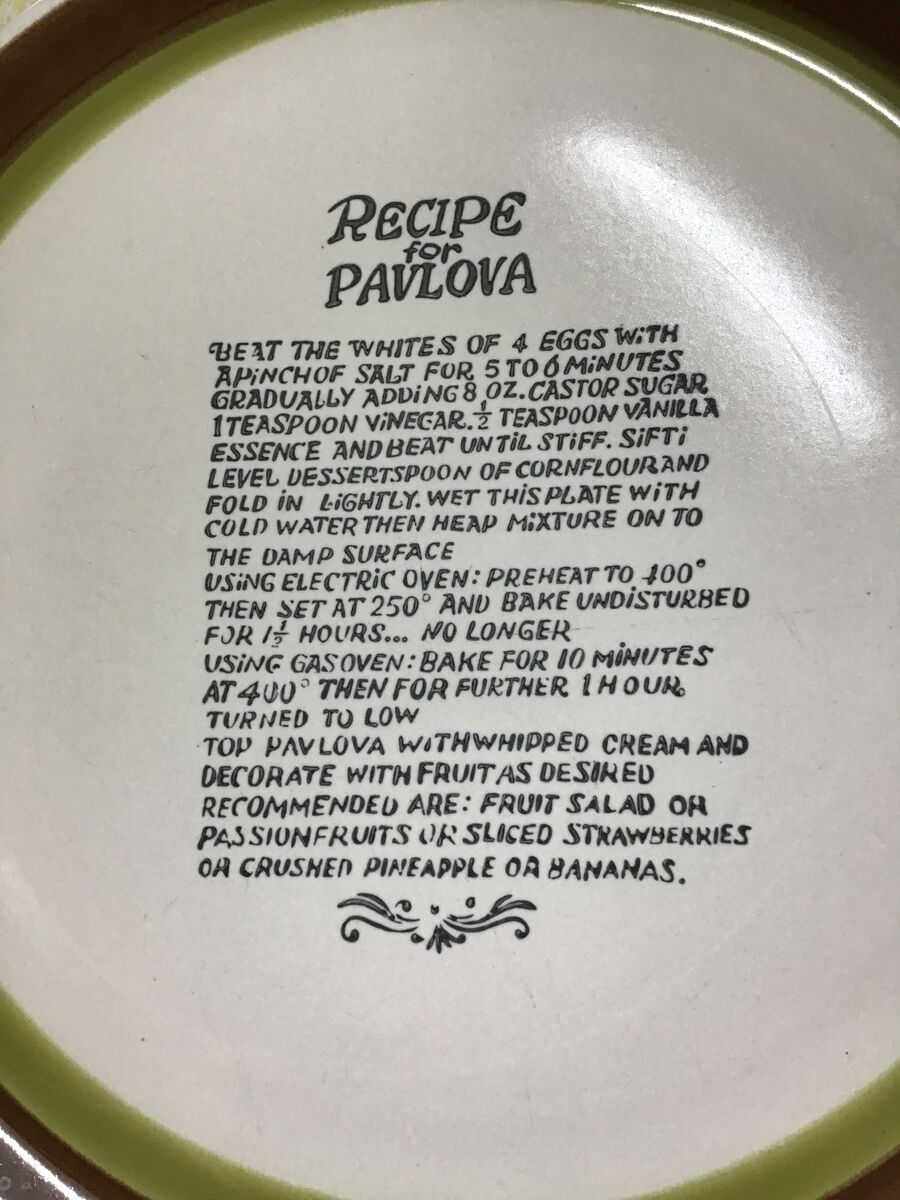 RECIPE
for
PAVLOVA
BEAT THE WHITES OF 4 EGGS WiTH
A PINCH OF SALT FOR 5 TO 6 MiNUTES
GRADUALLY ADDiNG 8 OZ. CASTOR SUGAR
1 TEASPOON ViNEGAR. ½ TEASPOON VANILLA
ESSENCE AND BEAT UNTIL STIFF. SiFT i
LEVEL DESSERTSPOON OF CORNFLOUR AND
FOLD IN LiGHTLY. WET THIS PLATE WiTH
COLD WATER THEN HEAP MiXTURE ON TO
THE DAMP SURFACE
USiNG ELECTRiC OVEN: PREHEAT TO 400°
THEN SET AT 250° AND BAKE UNDISTURBED
FOR 1½ HOURS... NO LONGER
USiNG GAS OVEN: BAKE FOR 10 MiNUTES
AT 400° THEN FOR FURTHER 1 HOUR
TURNED TO LOW
TOP PAVLOVA WiTH WHIPPED CREAM AND
DECORATE WITH FRUIT AS DESIRED
RECOMMENDED ARE: FRUIT SALAD OR
PASSIONFRUITS OR SLICED STRAWBERRIES
OR CRUSHED PINEAPPLE OR BANANAS.